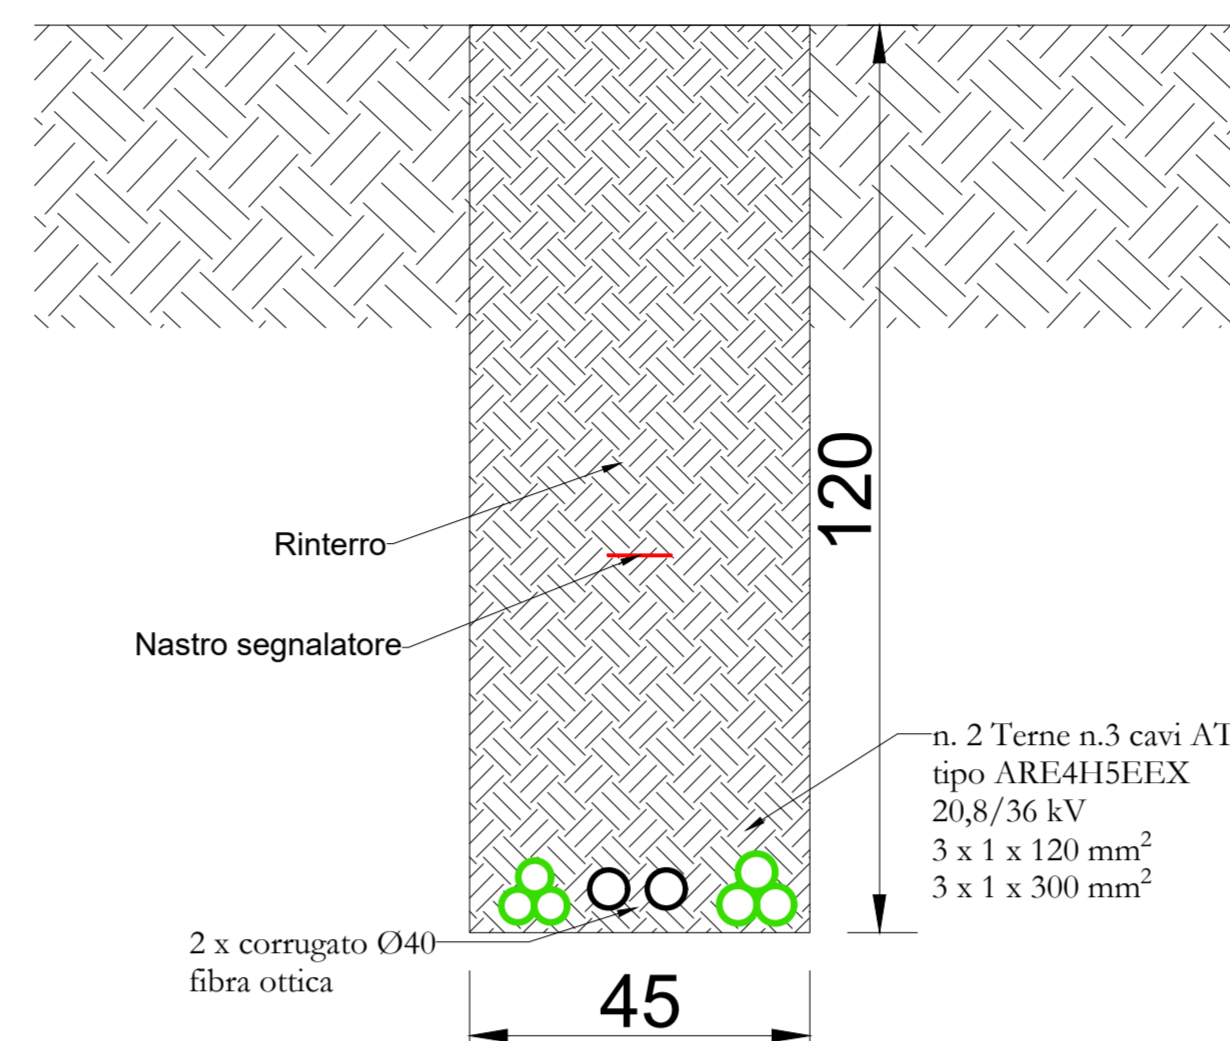 120
Rinterro
Nastro segnalatore
n. 2 Terne n.3 cavi AT
tipo ARE4H5EEX
20,8/36 kV
3 x 1 x 120 mm²
3 x 1 x 300 mm²
2 x corrugato Ø40
fibra ottica
45